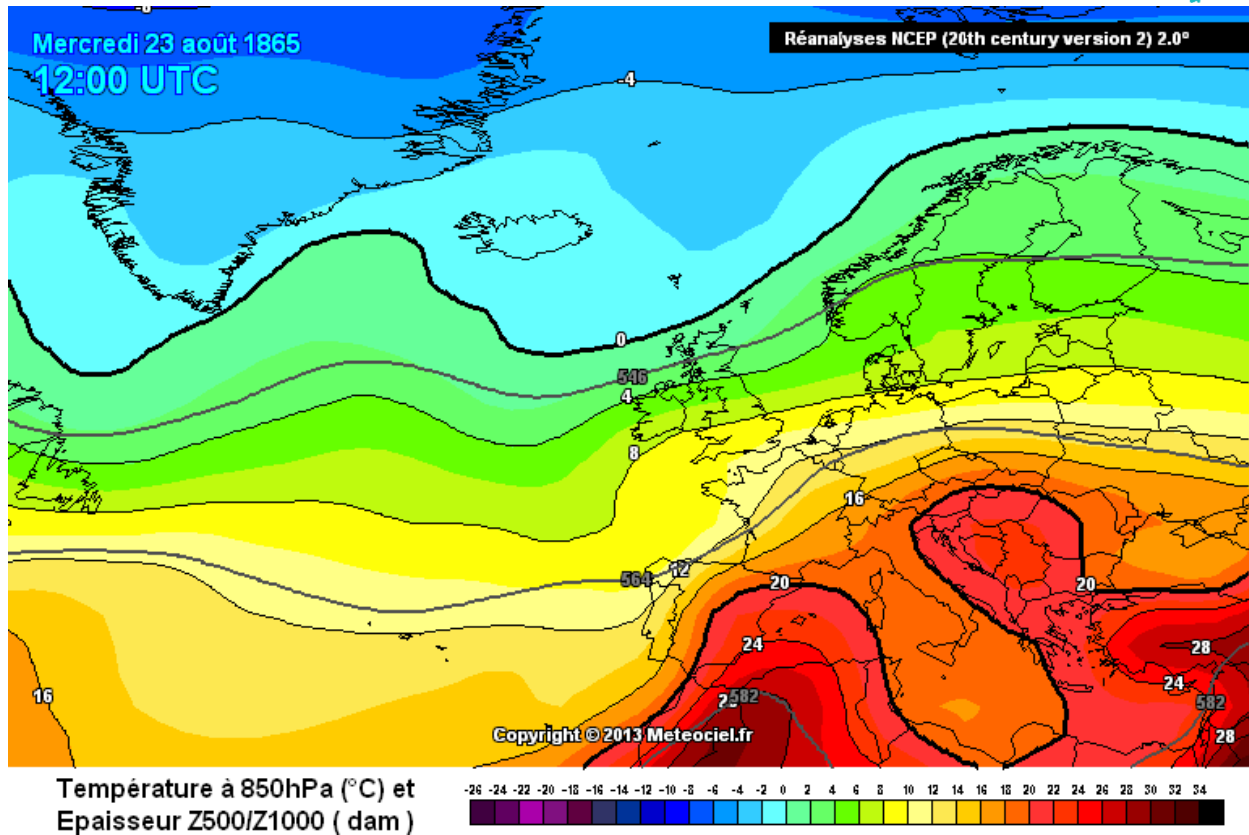 -8
Mercredi 23 août 1865
12:00 UTC
Réanalyses NCEP (20th century version 2) 2.0°
-4
0
546
4
8
16
564
12
20
20
24
28
24
16
582
582
28
Copyright © 2013 Meteociel.fr
Température à 850hPa (°C) et
Epaisseur Z500/Z1000 ( dam )
-26 -24 -22 -20 -18 -16 -14 -12 -10 -8 -6 -4 -2 0 2 4 6 8 10 12 14 16 18 20 22 24 26 28 30 32 34